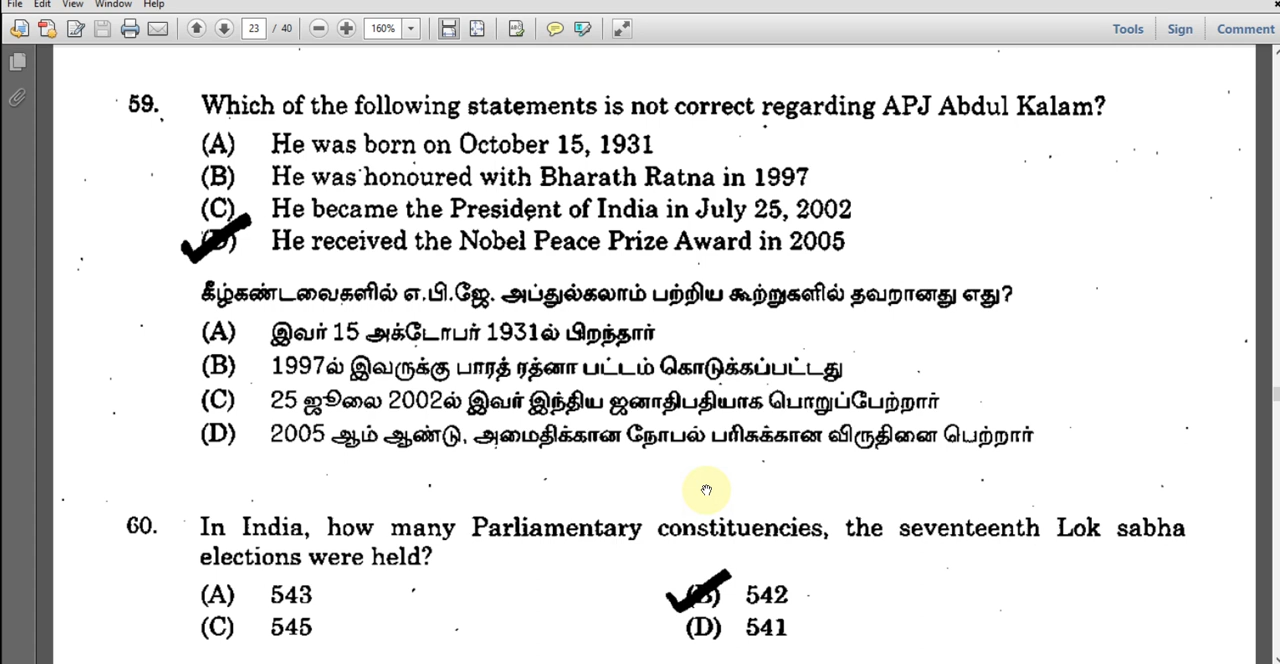 File Edit View Window Help
23 / 40 160% Tools Sign Comment
59. Which of the following statements is not correct regarding APJ Abdul Kalam?
(A) He was born on October 15, 1931
(B) He was honoured with Bharath Ratna in 1997
(C) He became the President of India in July 25, 2002
(D) He received the Nobel Peace Prize Award in 2005
கீழ்கண்டவைகளில் எ.பி.ஜே. அப்துல்கலாம் பற்றிய கூற்றுகளில் தவறானது எது?
(A) இவர் 15 அக்டோபர் 1931ல் பிறந்தார்
(B) 1997ல் இவருக்கு பாரத் ரத்னா பட்டம் கொடுக்கப்பட்டது
(C) 25 ஜூலை 2002ல் இவர் இந்திய ஜனாதிபதியாக பொறுப்பேற்றார்
(D) 2005 ஆம் ஆண்டு, அமைதிக்கான நோபல் பரிசுக்கான விருதினை பெற்றார்
60. In India, how many Parliamentary constituencies, the seventeenth Lok sabha
elections were held?
(A) 543 (B) 542
(C) 545 (D) 541